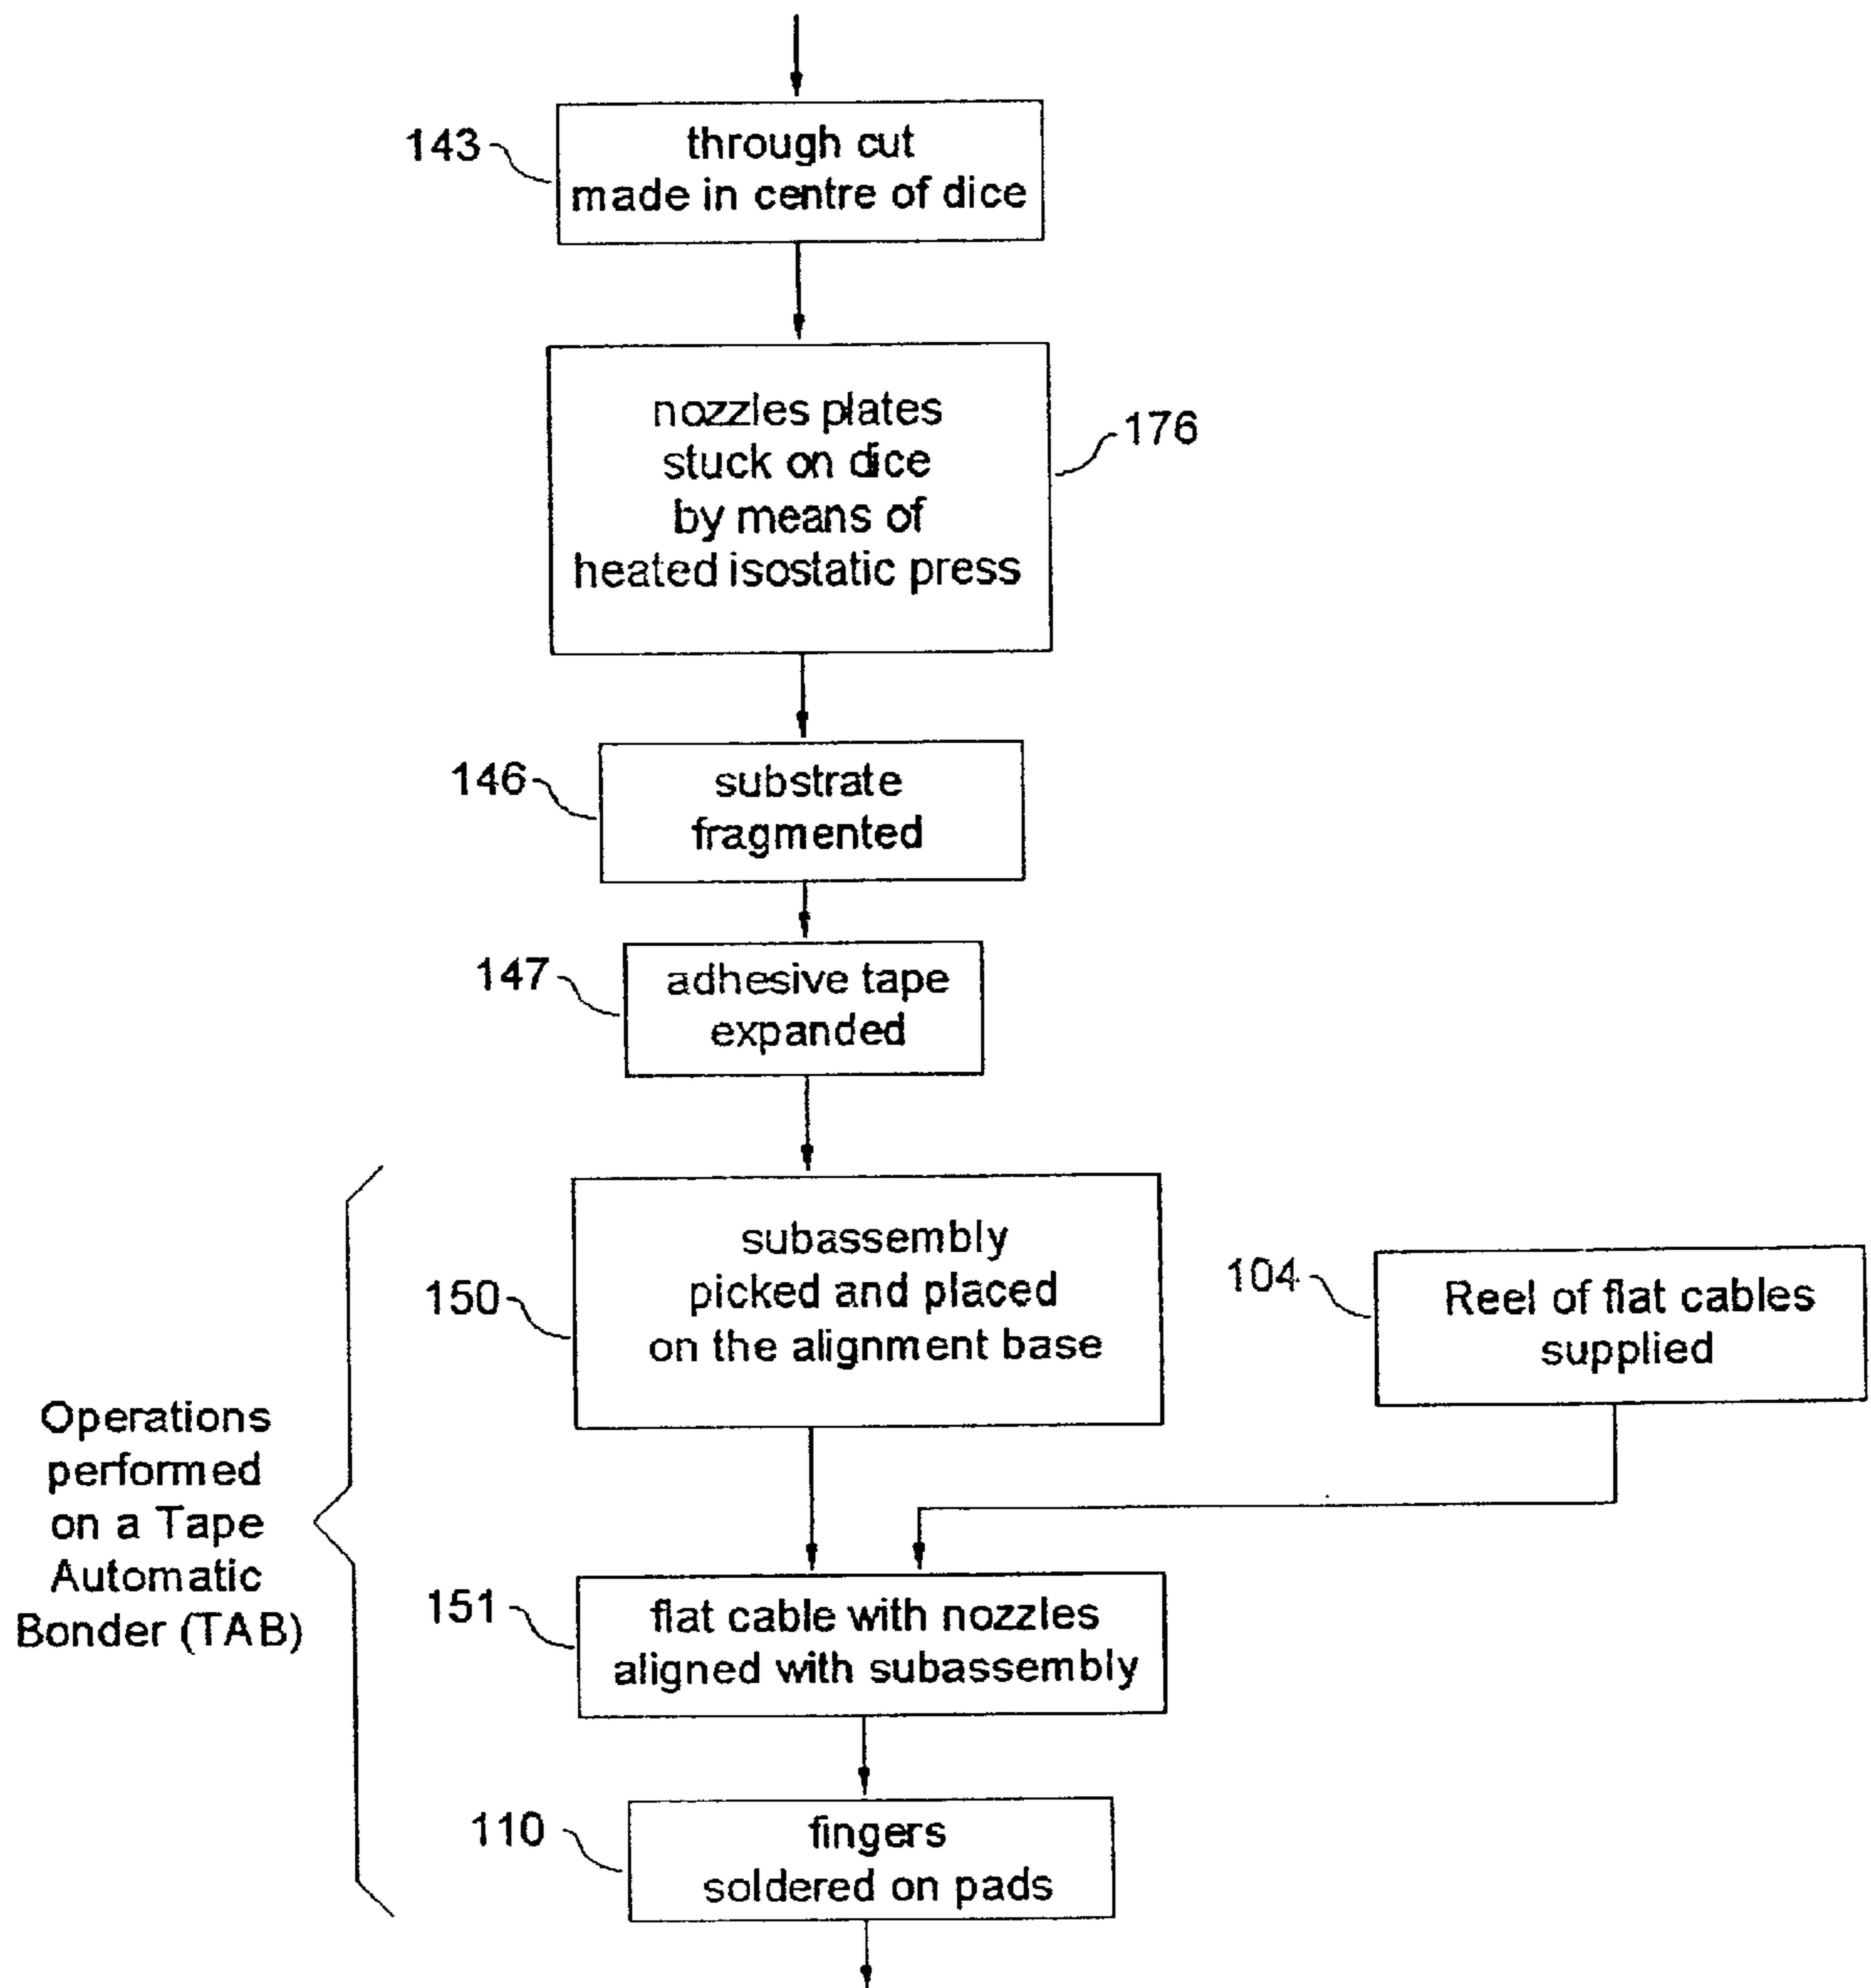 143
through cut
made in centre of dice
nozzles plates
stuck on dice
by means of
heated isostatic press
176
146
substrate
fragmented
147
adhesive tape
expanded
150
subassembly
picked and placed
on the alignment base
104
Reel of flat cables
supplied
Operations
performed
on a Tape
Automatic
Bonder (TAB)
151
flat cable with nozzles
aligned with subassembly
110
fingers
soldered on pads